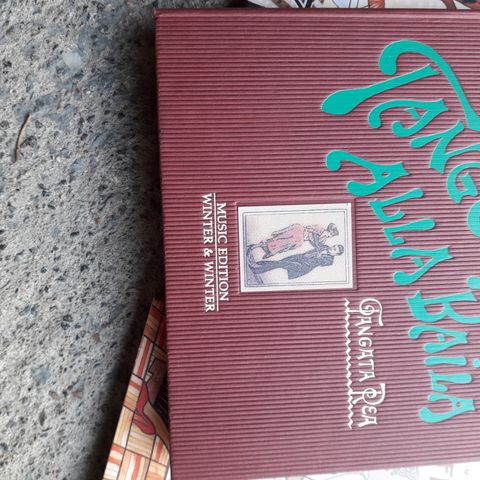 TANGO
ALLA BAILA
TANGATA REA
MUSIC EDITION
WINTER & WINTER